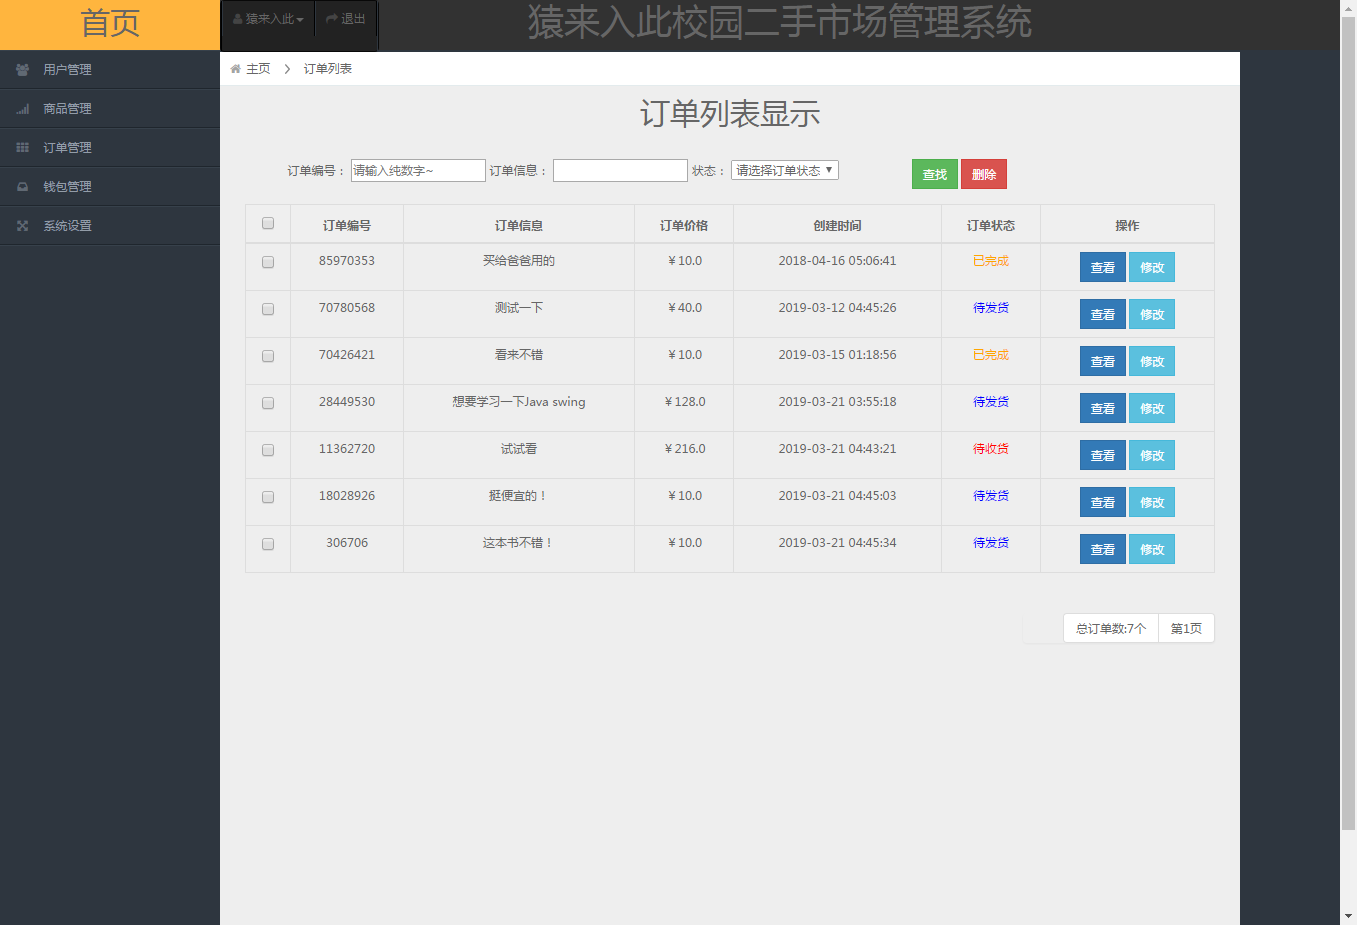 首页
猿来入此 退出
猿来入此校园二手市场管理系统
用户管理
商品管理
订单管理
钱包管理
系统设置
主页 订单列表
订单列表显示
订单编号： 请输入纯数字~ 订单信息： 状态： 请选择订单状态 查找 删除
订单编号 订单信息 订单价格 创建时间 订单状态 操作
85970353 买给爸爸用的 ￥10.0 2018-04-16 05:06:41 已完成 查看 修改
70780568 测试一下 ￥40.0 2019-03-12 04:45:26 待发货 查看 修改
70426421 看来不错 ￥10.0 2019-03-15 01:18:56 已完成 查看 修改
28449530 想要学习一下Java swing ￥128.0 2019-03-21 03:55:18 待发货 查看 修改
11362720 试试看 ￥216.0 2019-03-21 04:43:21 待收货 查看 修改
18028926 挺便宜的！ ￥10.0 2019-03-21 04:45:03 待发货 查看 修改
306706 这本书不错！ ￥10.0 2019-03-21 04:45:34 待发货 查看 修改
总订单数:7个 第1页